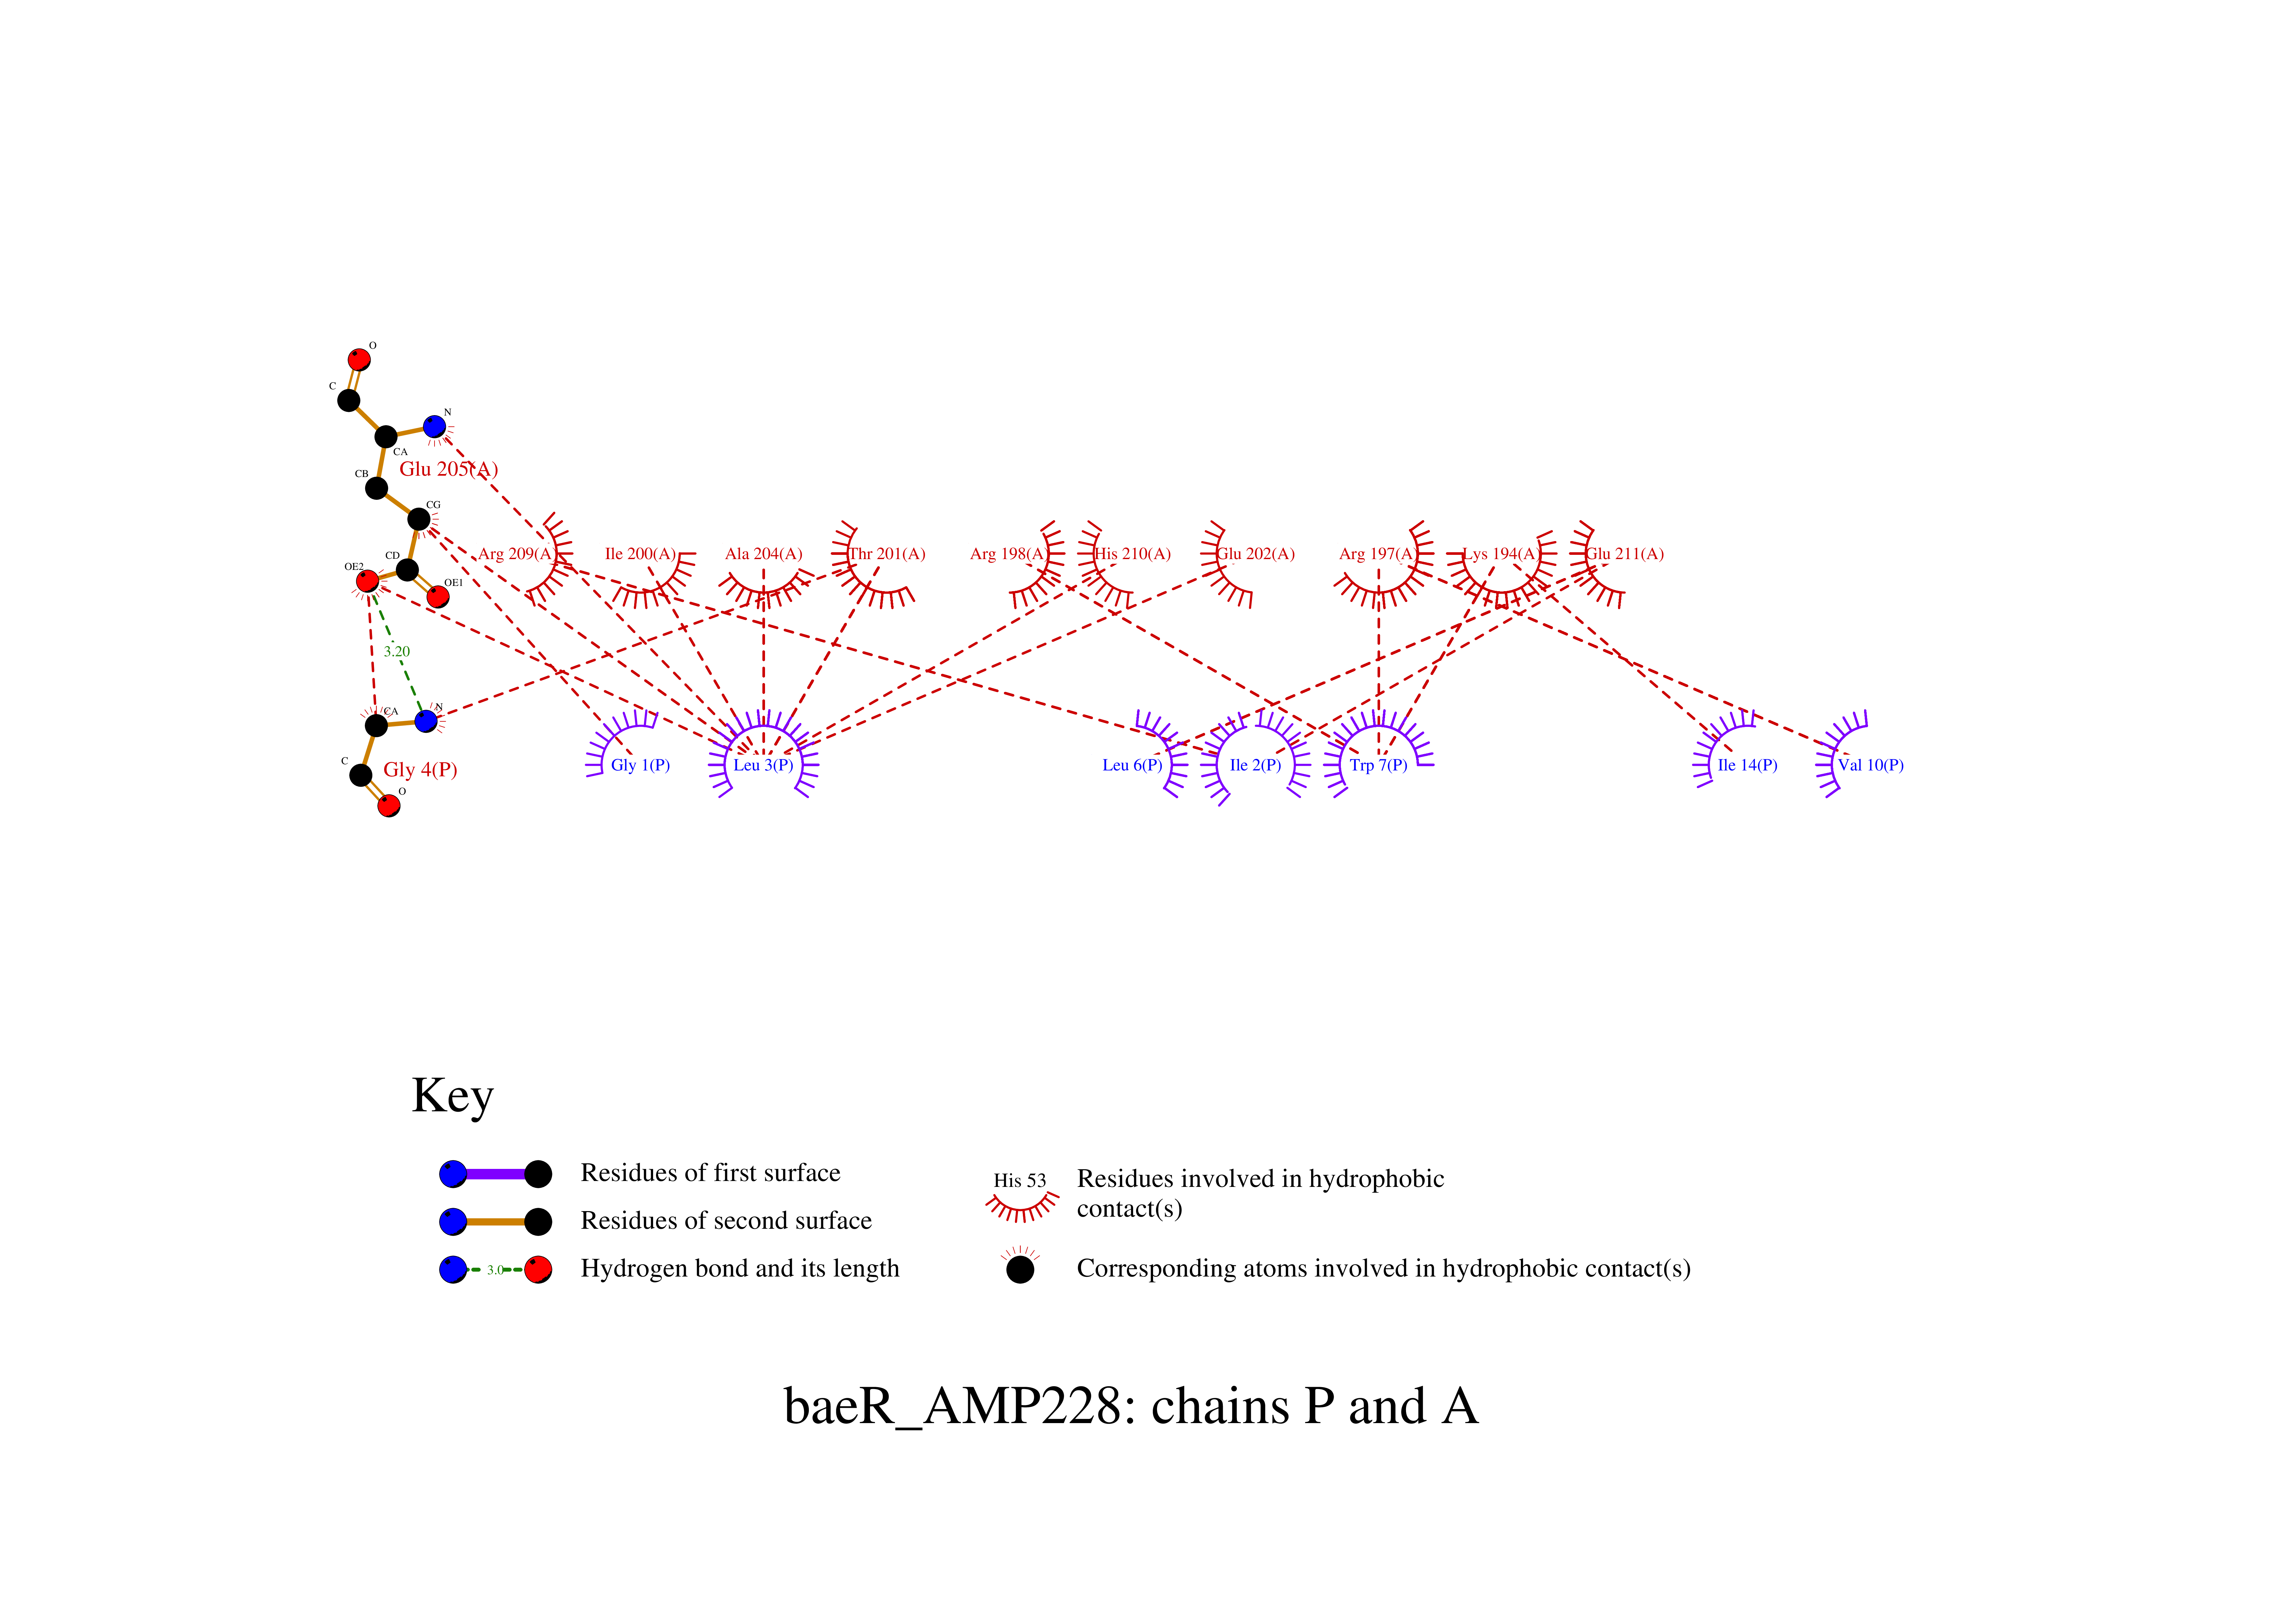 O
C
N
CA
Glu 205(A)
CB
CG
CD
OE2
OE1
Arg 209(A)
Ile 200(A)
Ala 204(A)
Thr 201(A)
Arg 198(A)
His 210(A)
Glu 202(A)
Arg 197(A)
Lys 194(A)
Glu 211(A)
3.20
CA
N
C
Gly 4(P)
O
Gly 1(P)
Leu 3(P)
Leu 6(P)
Ile 2(P)
Trp 7(P)
Ile 14(P)
Val 10(P)
Key
Residues of first surface
Residues of second surface
3.0
Hydrogen bond and its length
His 53
Residues involved in hydrophobic
contact(s)
Corresponding atoms involved in hydrophobic contact(s)
baeR_AMP228: chains P and A